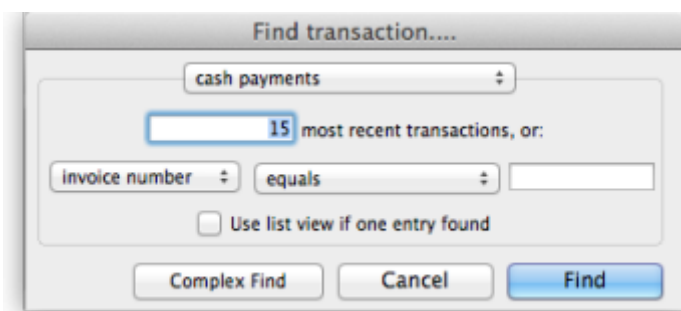 Find transaction....
cash payments
15 most recent transactions, or:
invoice number equals
Use list view if one entry found
Complex Find Cancel Find